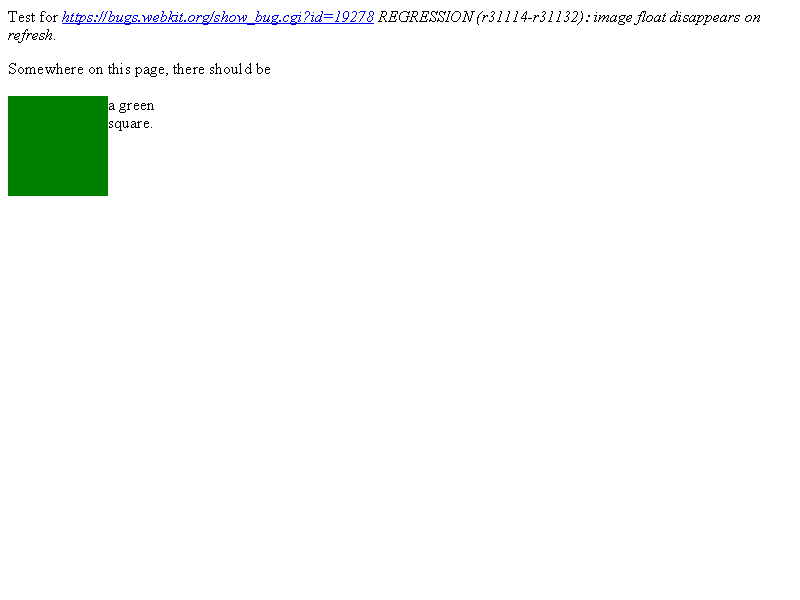 Test for https://bugs.webkit.org/show_bug.cgi?id=19278 REGRESSION (r31114-r31132): image float disappears on
refresh.
Somewhere on this page, there should be
a green
square.